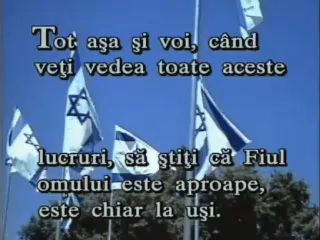 Tot aşa şi voi, când
veţi vedea toate aceste
lucruri, să ştiţi că Fiul
omului este aproape,
este chiar la uşi.